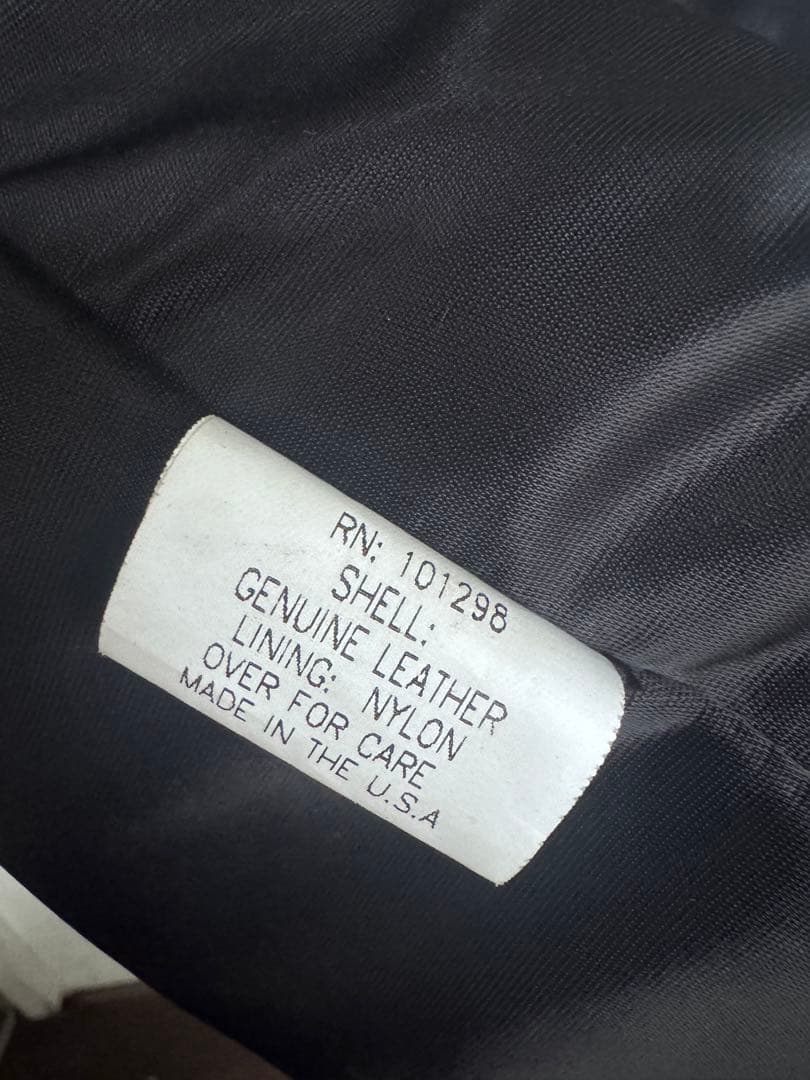 RN: 101298
SHELL:
GENUINE LEATHER
LINING: NYLON
OVER FOR CARE
MADE IN THE U.S.A